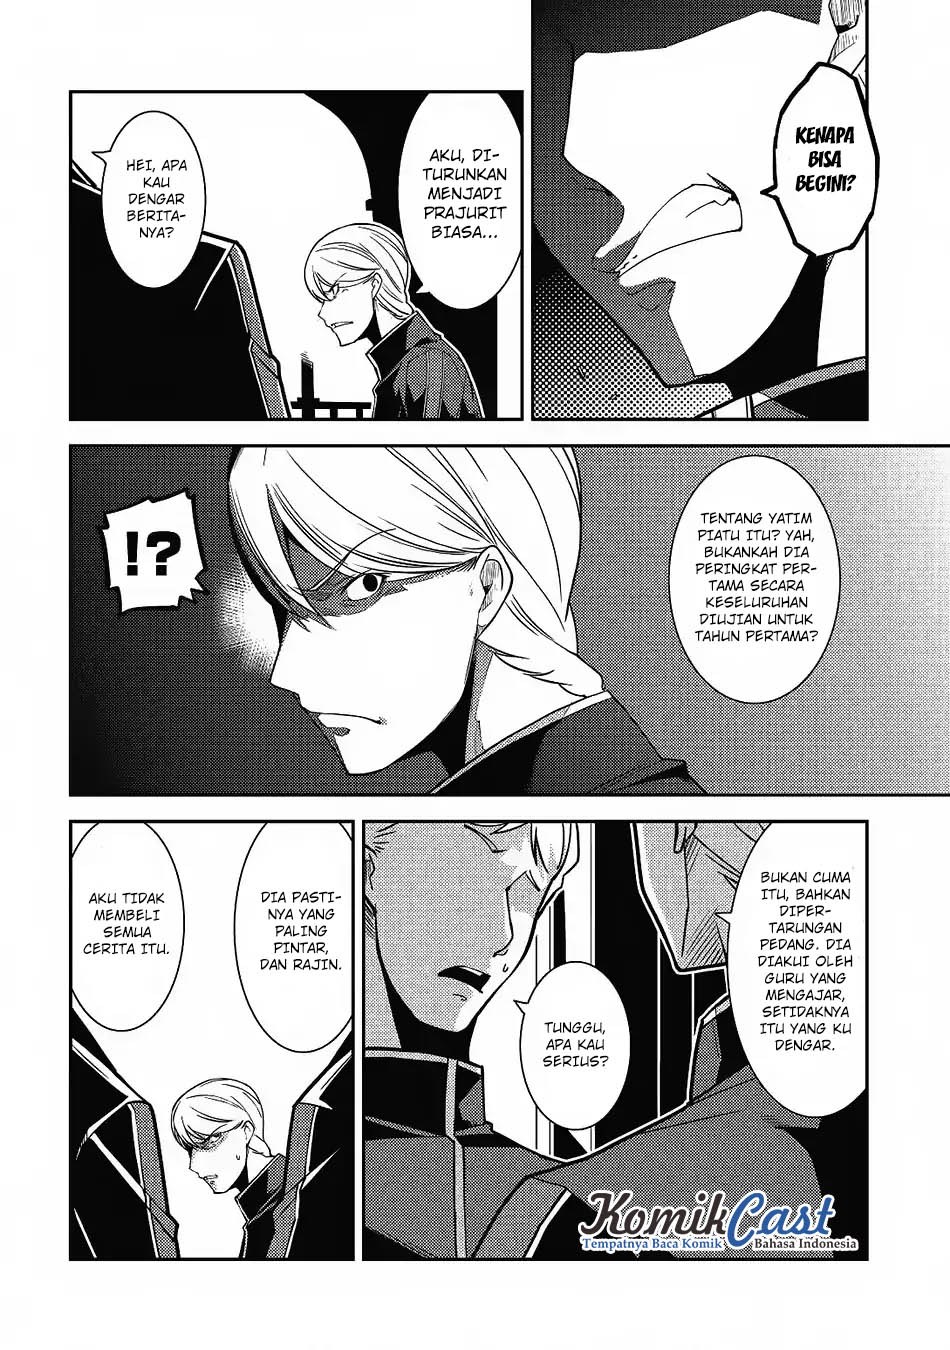 KENAPA
BISA
BEGINI?
AKU, DI-
TURUNKAN
MENJADI
PRAJURIT
BIASA...
HEI, APA
KAU
DENGAR
BERITA-
NYA?
TENTANG YATIM
PIATU ITU? YAH,
BUKANKAH DIA
PERINGKAT PER-
TAMA SECARA
KESELURUHAN
DIUJIAN UNTUK
TAHUN PERTAMA?
!?
BUKAN CUMA
ITU, BAHKAN
DIPER-
TARUNGAN
PEDANG. DIA
DIAKUI OLEH
GURU YANG
MENGAJAR,
SETIDAKNYA
ITU YANG KU
DENGAR.
TUNGGU,
APA KAU
SERIUS?
DIA PASTI-
NYA YANG
PALING
PINTAR,
DAN RAJIN.
AKU TIDAK
MEMBELI
SEMUA
CERITA ITU.
KomikCast
Tempatnya Baca Komik Bahasa Indonesia